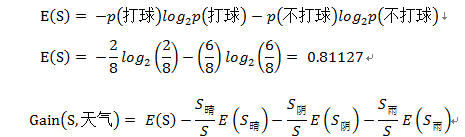 E(S) = −p(打球)log₂p(打球) − p(不打球)log₂p(不打球)
E(S) = −2/8 log₂(2/8) − (6/8) log₂(6/8) = 0.81127
Gain(S,天气) = E(S) − S晴/S E(S晴) − S阴/S E(S阴) − S雨/S E(S雨)